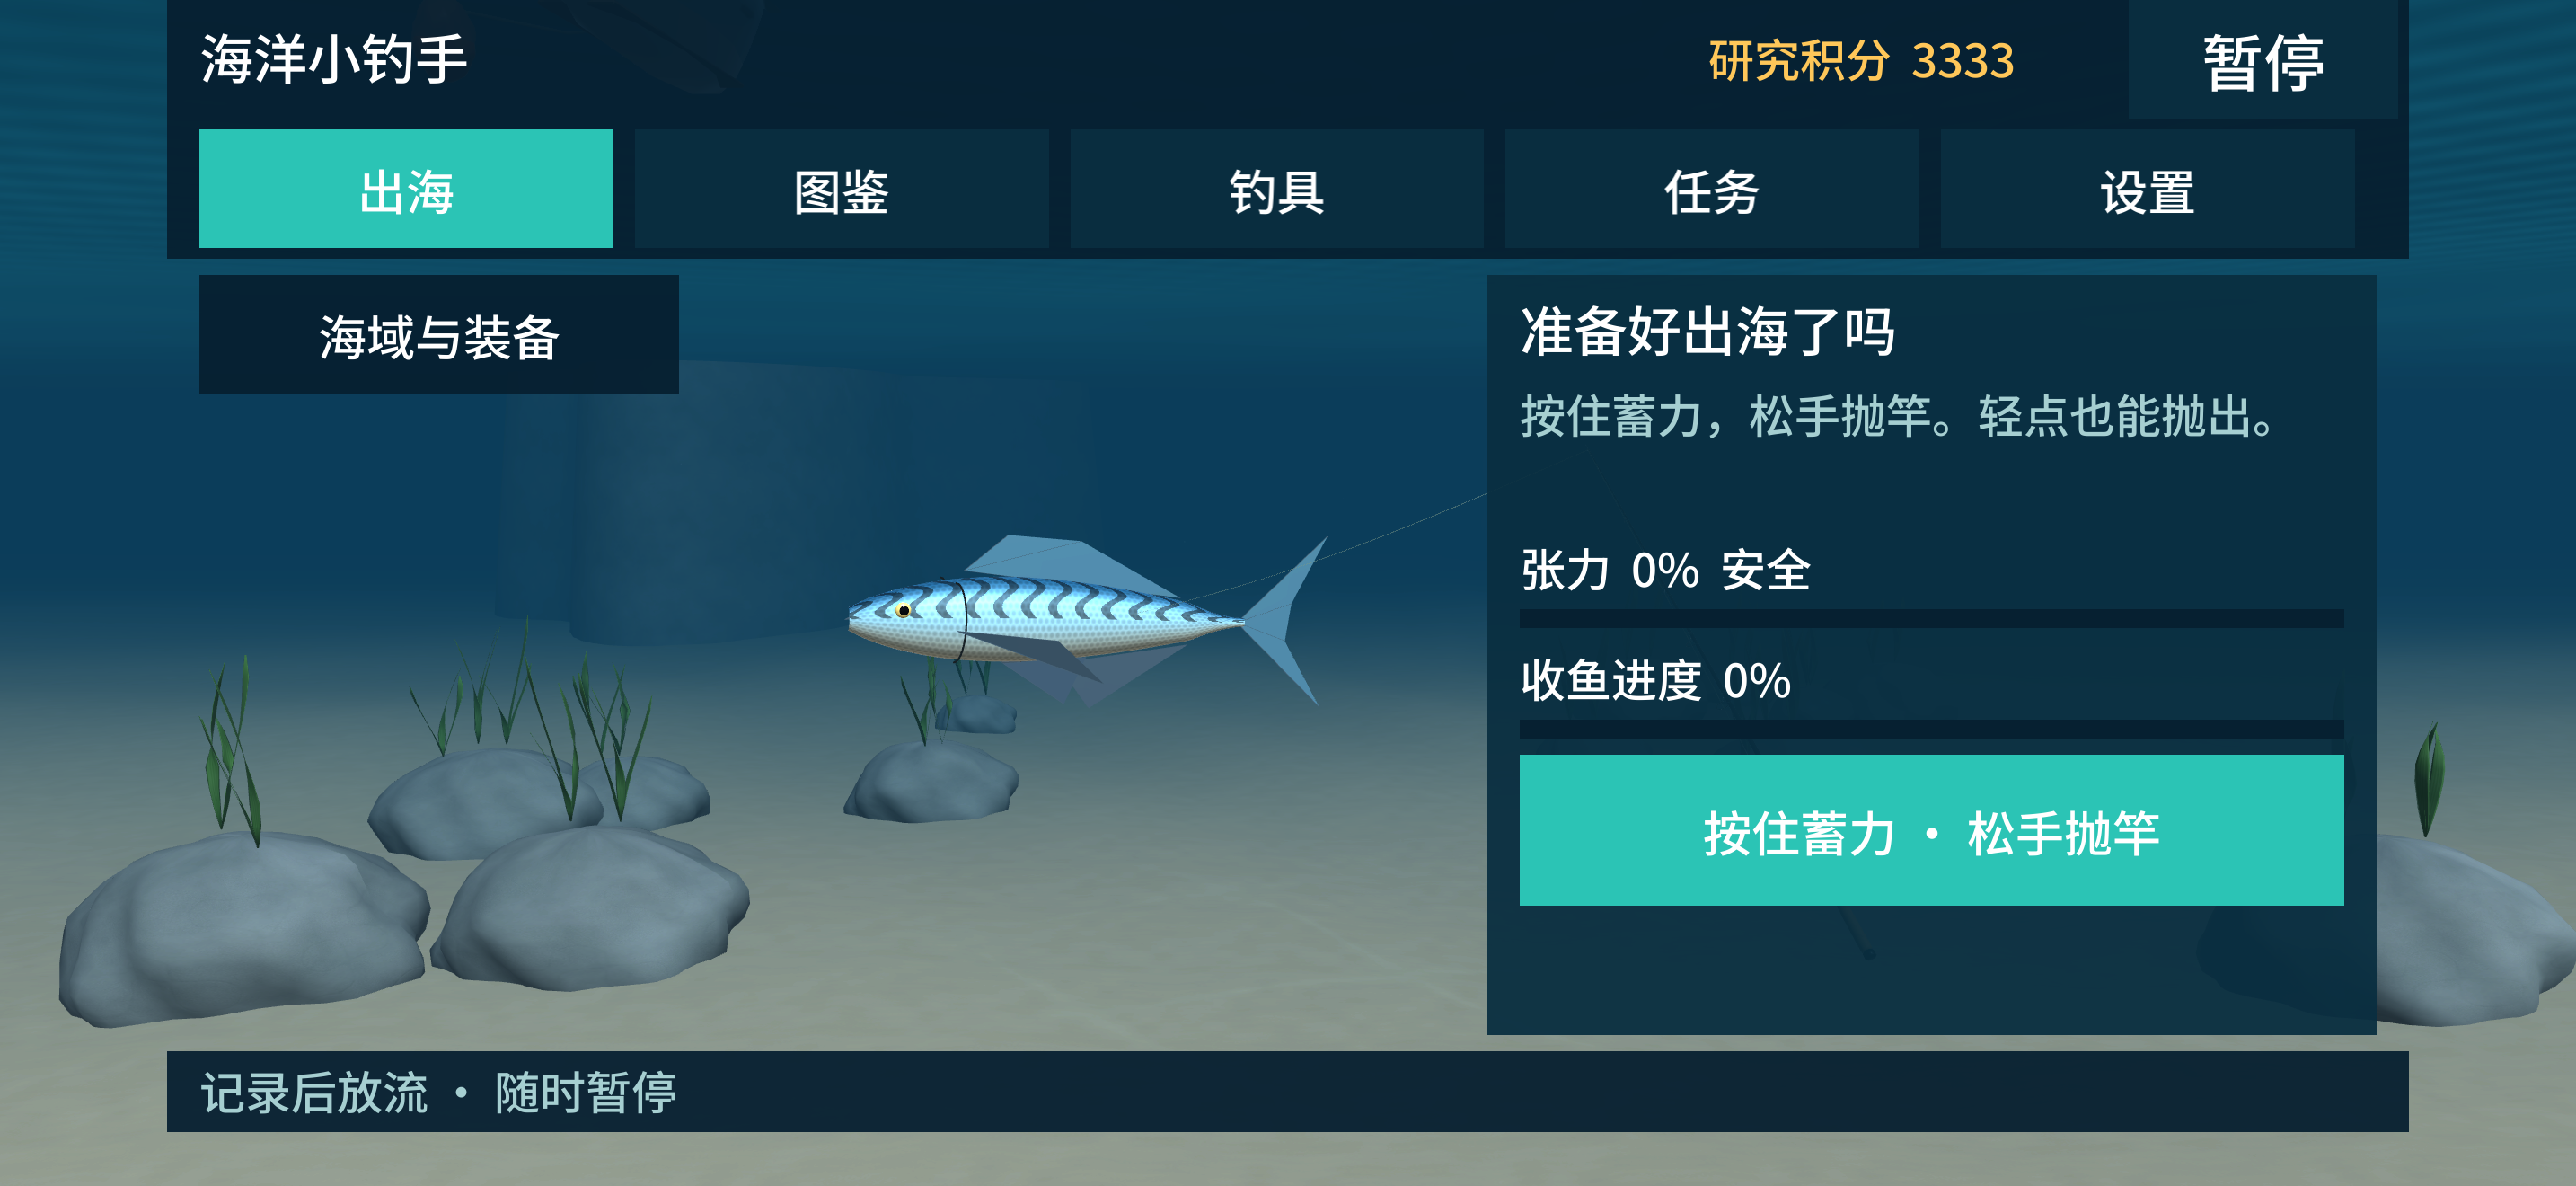 海洋小钓手
研究积分 3333
暂停
出海
图鉴
钓具
任务
设置
海域与装备
准备好出海了吗
按住蓄力，松手抛竿。轻点也能抛出。
张力 0% 安全
收鱼进度 0%
按住蓄力 · 松手抛竿
记录后放流 · 随时暂停